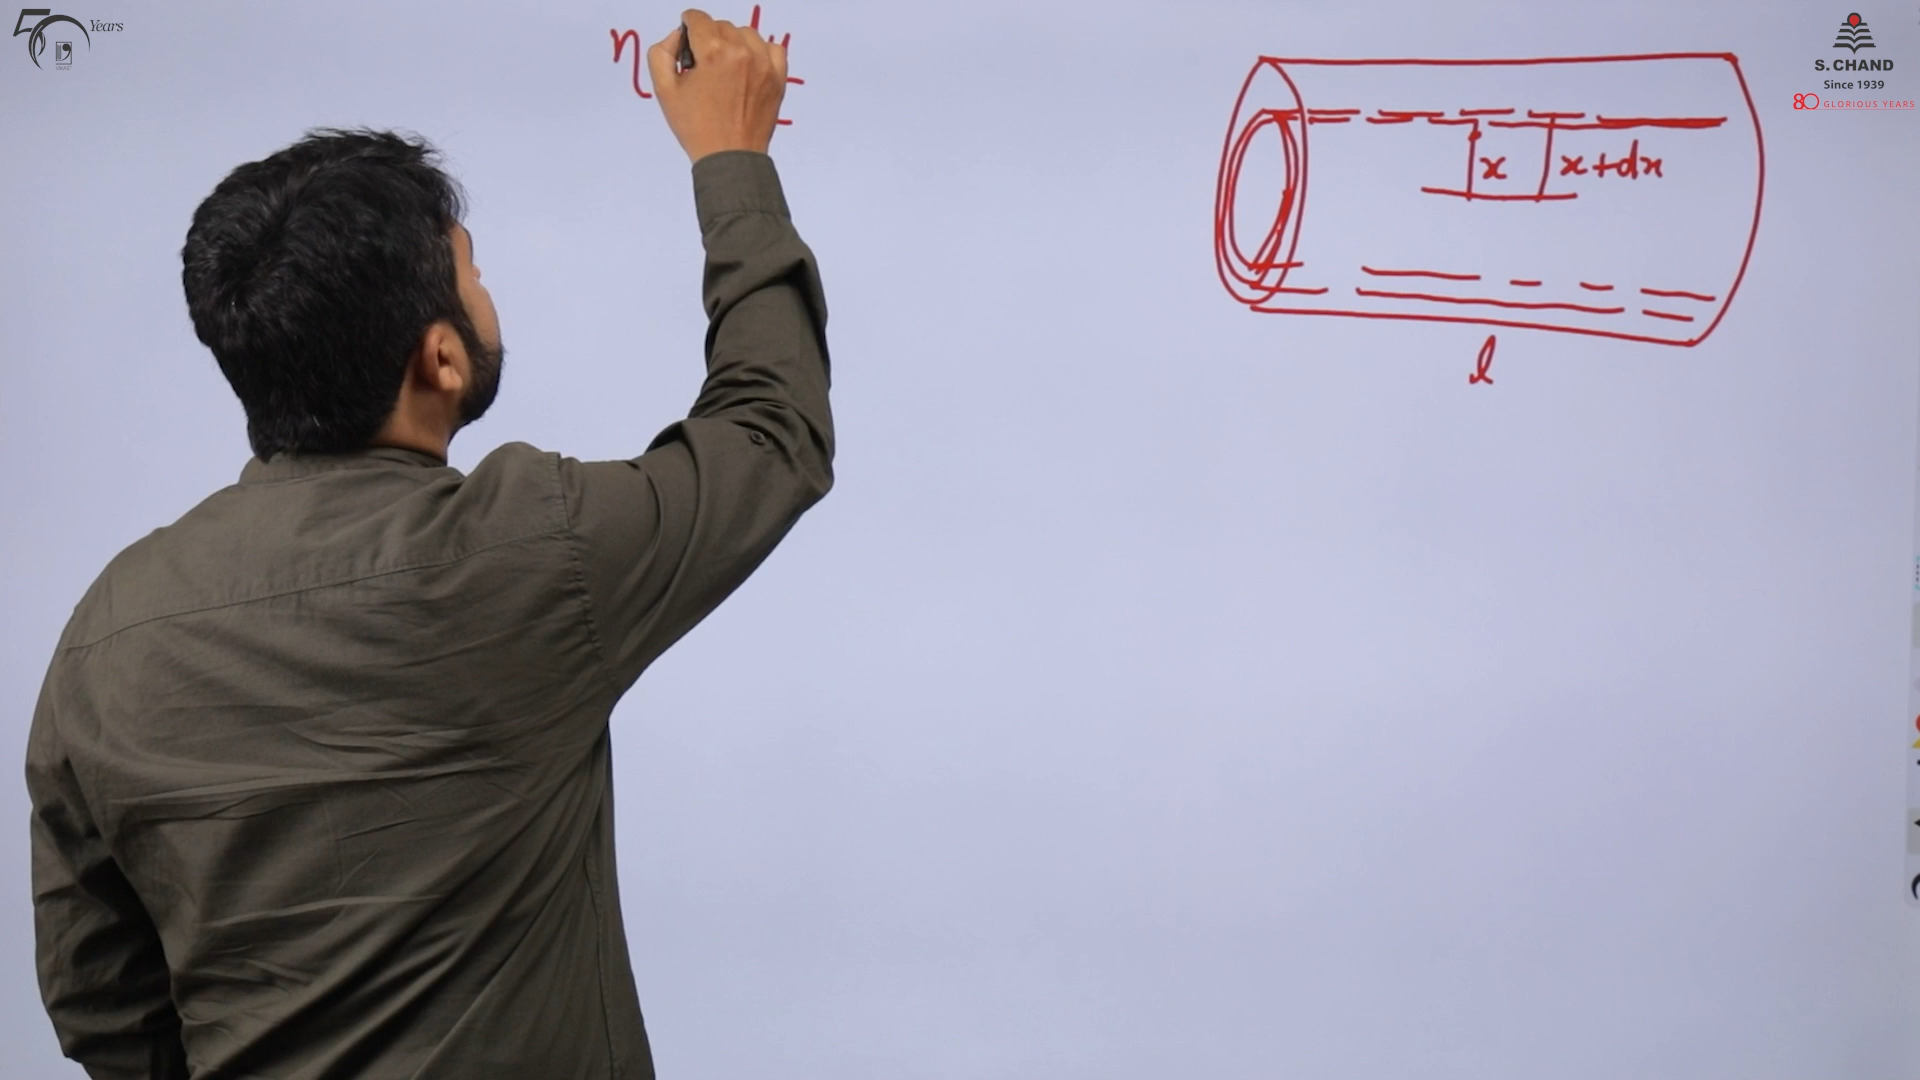 50 Years
S. CHAND
Since 1939
80 GLORIOUS YEARS
η
x x+dx
l